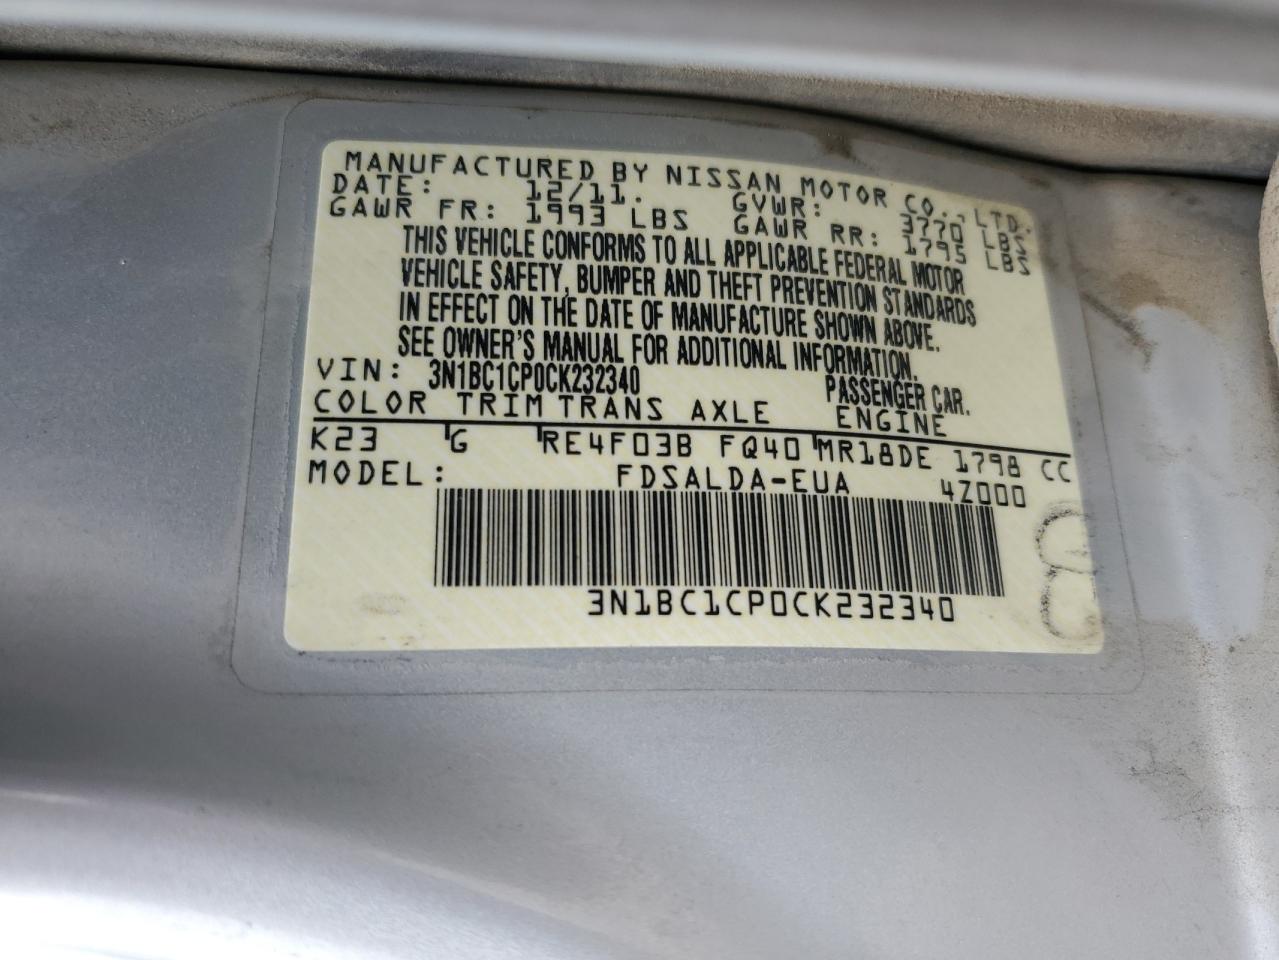 MANUFACTURED BY NISSAN MOTOR CO., LTD.
DATE: 12/11. GVWR: 3770 LBS
GAWR FR: 1993 LBS GAWR RR: 1795 LBS
THIS VEHICLE CONFORMS TO ALL APPLICABLE FEDERAL MOTOR
VEHICLE SAFETY, BUMPER AND THEFT PREVENTION STANDARDS
IN EFFECT ON THE DATE OF MANUFACTURE SHOWN ABOVE.
SEE OWNER'S MANUAL FOR ADDITIONAL INFORMATION.
VIN: 3N1BC1CP0CK232340 PASSENGER CAR.
COLOR TRIM TRANS AXLE ENGINE
K23 G RE4F03B FQ40 MR18DE 1798 CC
MODEL: FDSALDA-EUA 4Z000
3N1BC1CP0CK232340